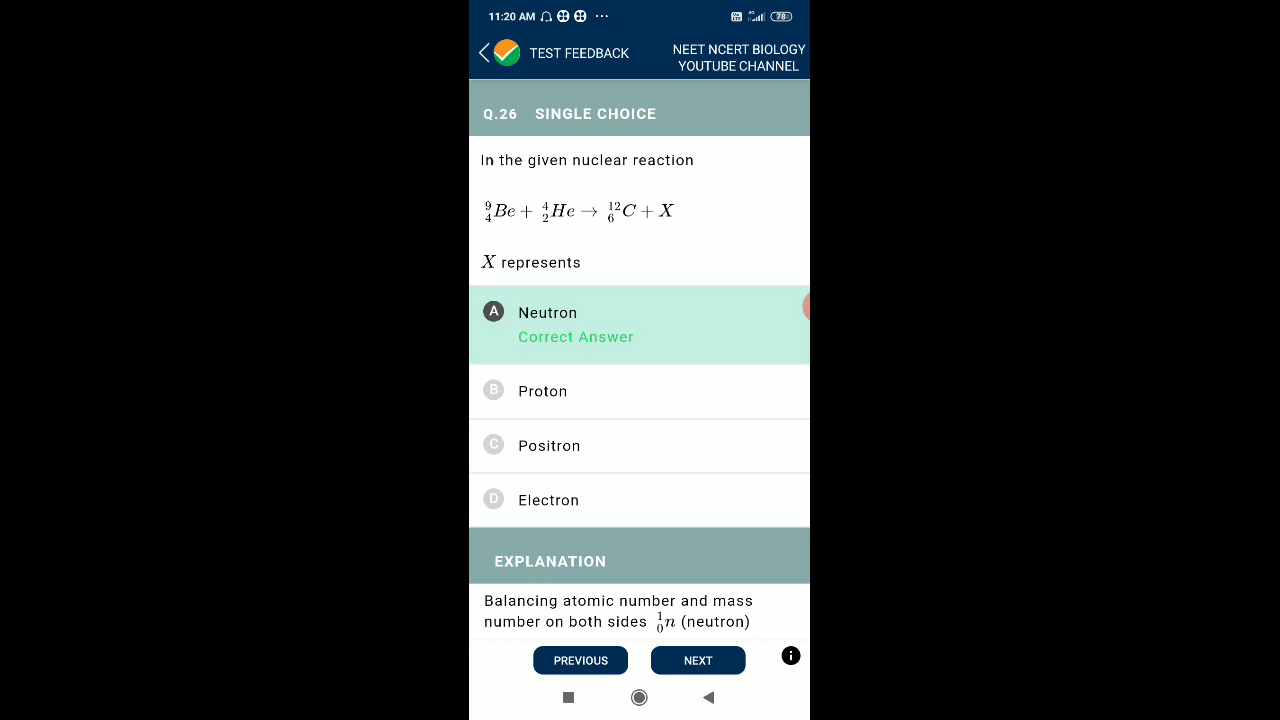 11:20 AM ... 4G 78
TEST FEEDBACK
NEET NCERT BIOLOGY
YOUTUBE CHANNEL
Q.26 SINGLE CHOICE
In the given nuclear reaction
⁹₄Be + ⁴₂He → ¹²₆C + X
X represents
A Neutron
Correct Answer
B Proton
C Positron
D Electron
EXPLANATION
Balancing atomic number and mass
number on both sides ¹₀n (neutron)
PREVIOUS NEXT